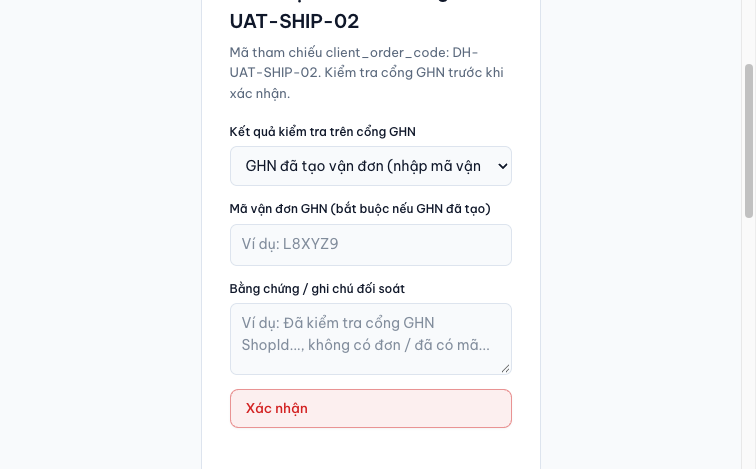 UAT-SHIP-02
Mã tham chiếu client_order_code: DH-
UAT-SHIP-02. Kiểm tra cổng GHN trước khi
xác nhận.
Kết quả kiểm tra trên cổng GHN
GHN đã tạo vận đơn (nhập mã vận
Mã vận đơn GHN (bắt buộc nếu GHN đã tạo)
Ví dụ: L8XYZ9
Bằng chứng / ghi chú đối soát
Ví dụ: Đã kiểm tra cổng GHN
ShopId..., không có đơn / đã có mã...
Xác nhận